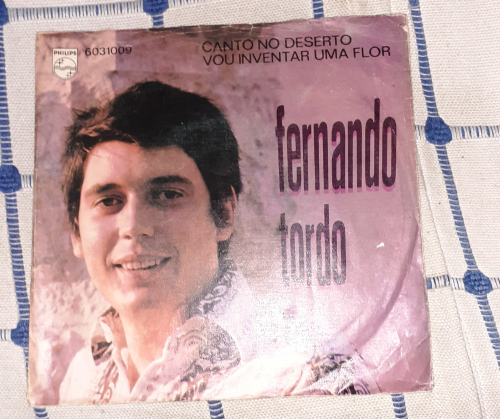 PHILIPS
6031009
CANTO NO DESERTO
VOU INVENTAR UMA FLOR
fernando
tordo